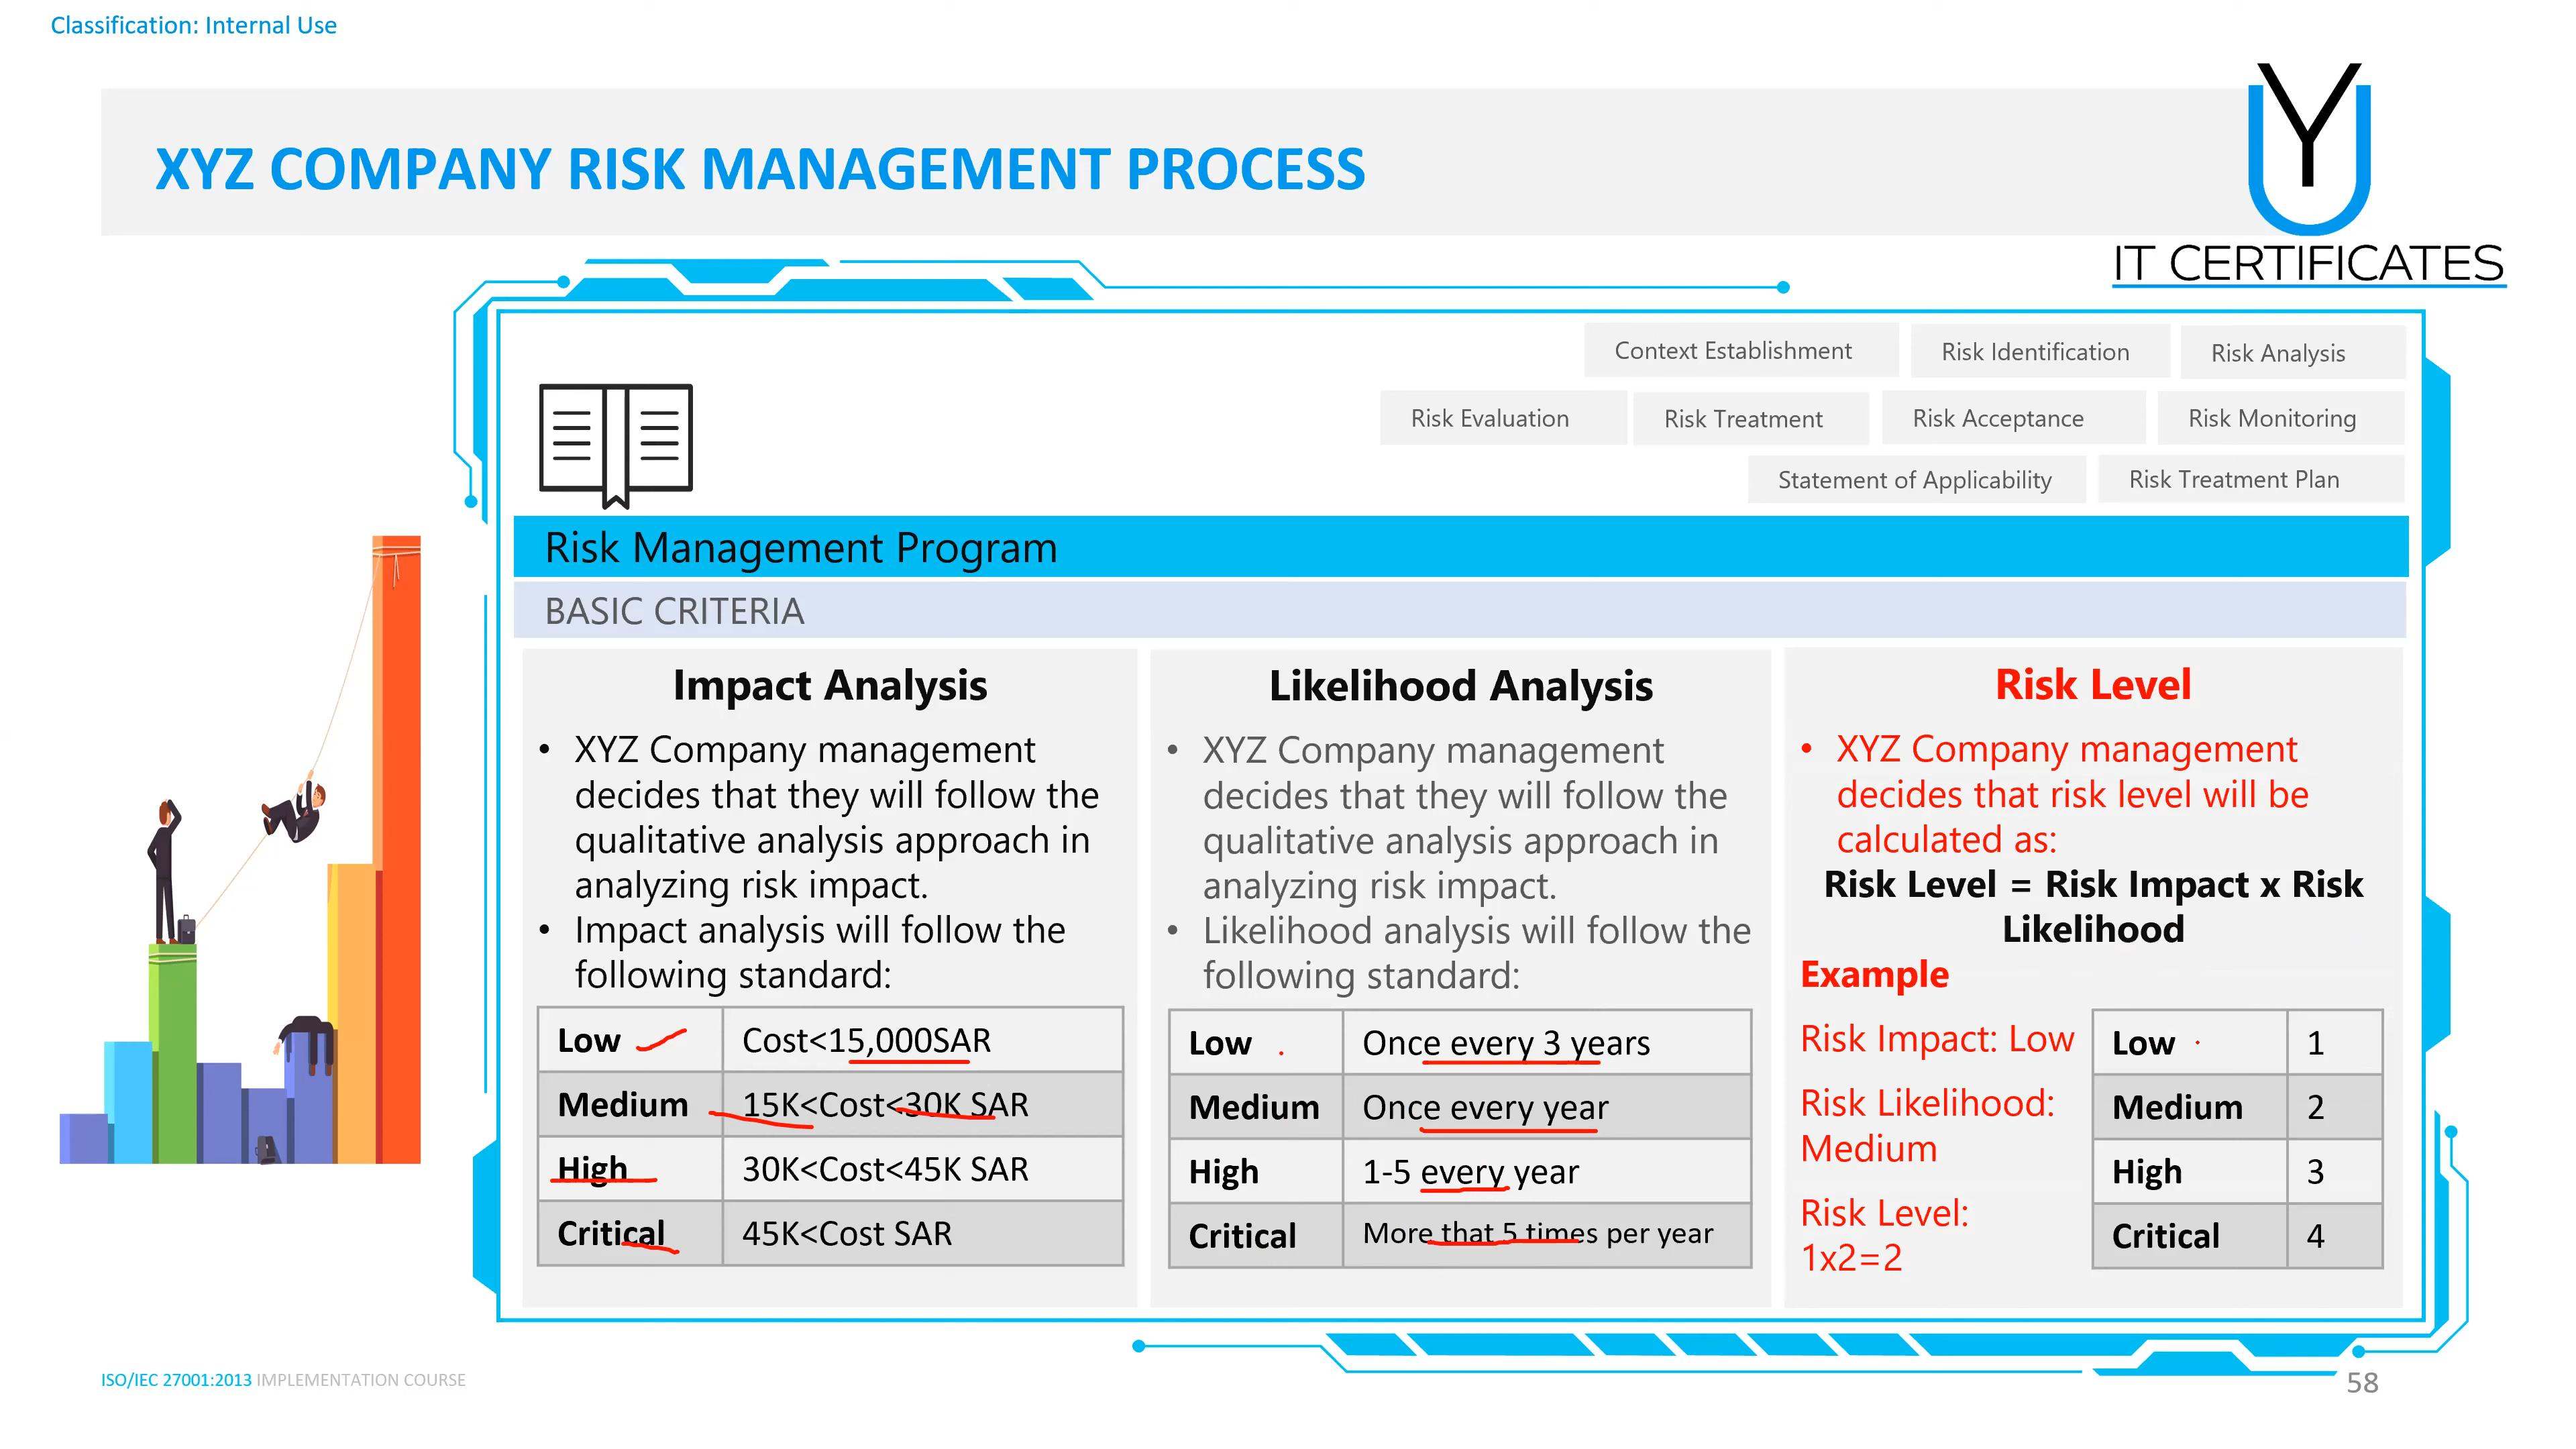 Classification: Internal Use
XYZ COMPANY RISK MANAGEMENT PROCESS
Y
U
IT CERTIFICATES
Context Establishment
Risk Identification
Risk Analysis
Risk Evaluation
Risk Treatment
Risk Acceptance
Risk Monitoring
Statement of Applicability
Risk Treatment Plan
Risk Management Program
BASIC CRITERIA
Impact Analysis
• XYZ Company management
decides that they will follow the
qualitative analysis approach in
analyzing risk impact.
• Impact analysis will follow the
following standard:
Low Cost<15,000SAR
Medium 15K<Cost<30K SAR
High 30K<Cost<45K SAR
Critical 45K<Cost SAR
Likelihood Analysis
• XYZ Company management
decides that they will follow the
qualitative analysis approach in
analyzing risk impact.
• Likelihood analysis will follow the
following standard:
Low Once every 3 years
Medium Once every year
High 1-5 every year
Critical More that 5 times per year
Risk Level
• XYZ Company management
decides that risk level will be
calculated as:
Risk Level = Risk Impact x Risk
Likelihood
Example
Risk Impact: Low
Risk Likelihood:
Medium
Risk Level:
1x2=2
Low 1
Medium 2
High 3
Critical 4
ISO/IEC 27001:2013 IMPLEMENTATION COURSE
58